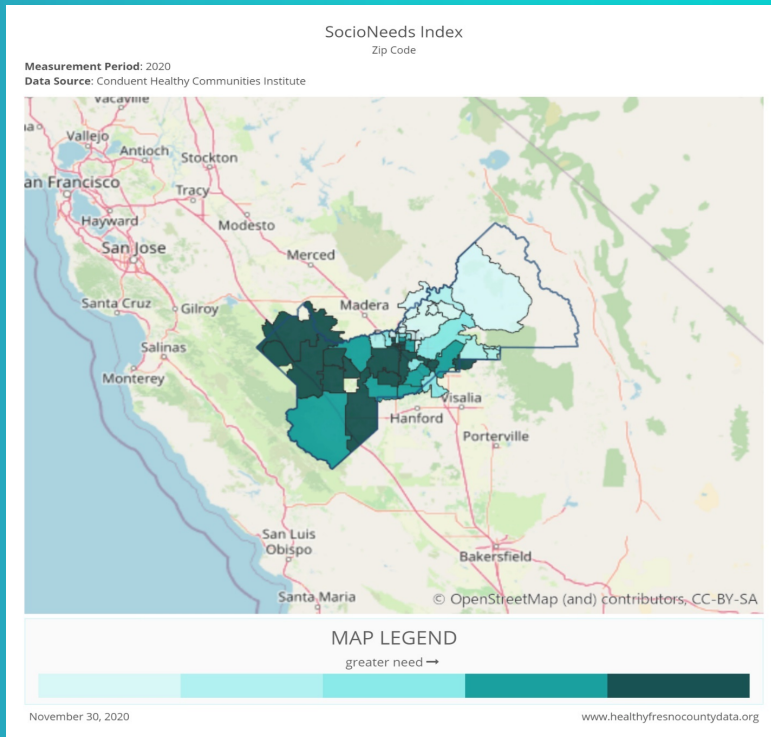 SocioNeeds Index
Zip Code
Measurement Period: 2020
Data Source: Conduent Healthy Communities Institute
Vacaville
Vallejo
Antioch
Stockton
an Francisco
Tracy
Hayward
Modesto
San Jose
Merced
Santa Cruz
Gilroy
Madera
Salinas
Monterey
Visalia
Hanford
Porterville
San Luis
Obispo
Bakersfield
Santa Maria
© OpenStreetMap (and) contributors, CC-BY-SA
MAP LEGEND
greater need →
November 30, 2020
www.healthyfresnocountydata.org